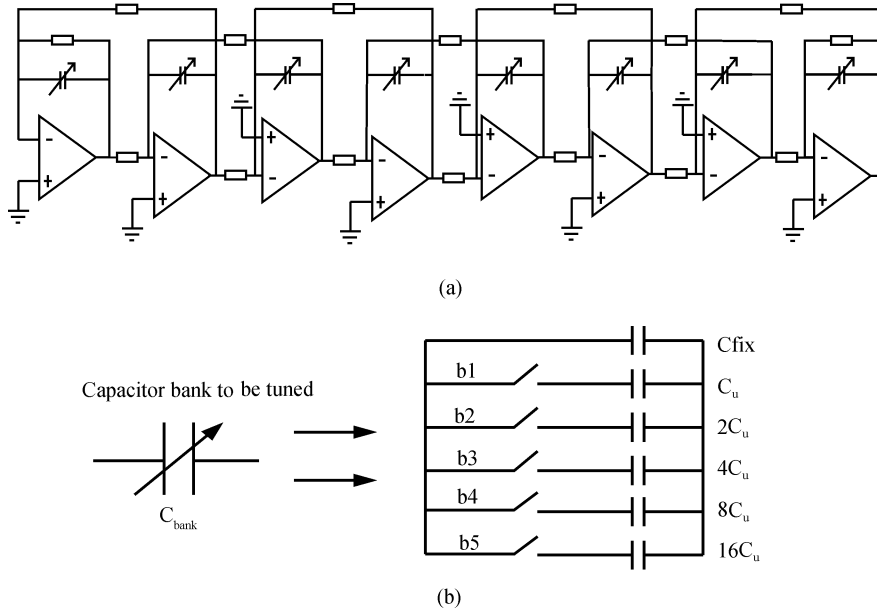 - + - + + - - + + - - + + - - +
(a)
Capacitor bank to be tuned
C_bank
Cfix
b1 C_u
b2 2C_u
b3 4C_u
b4 8C_u
b5 16C_u
(b)